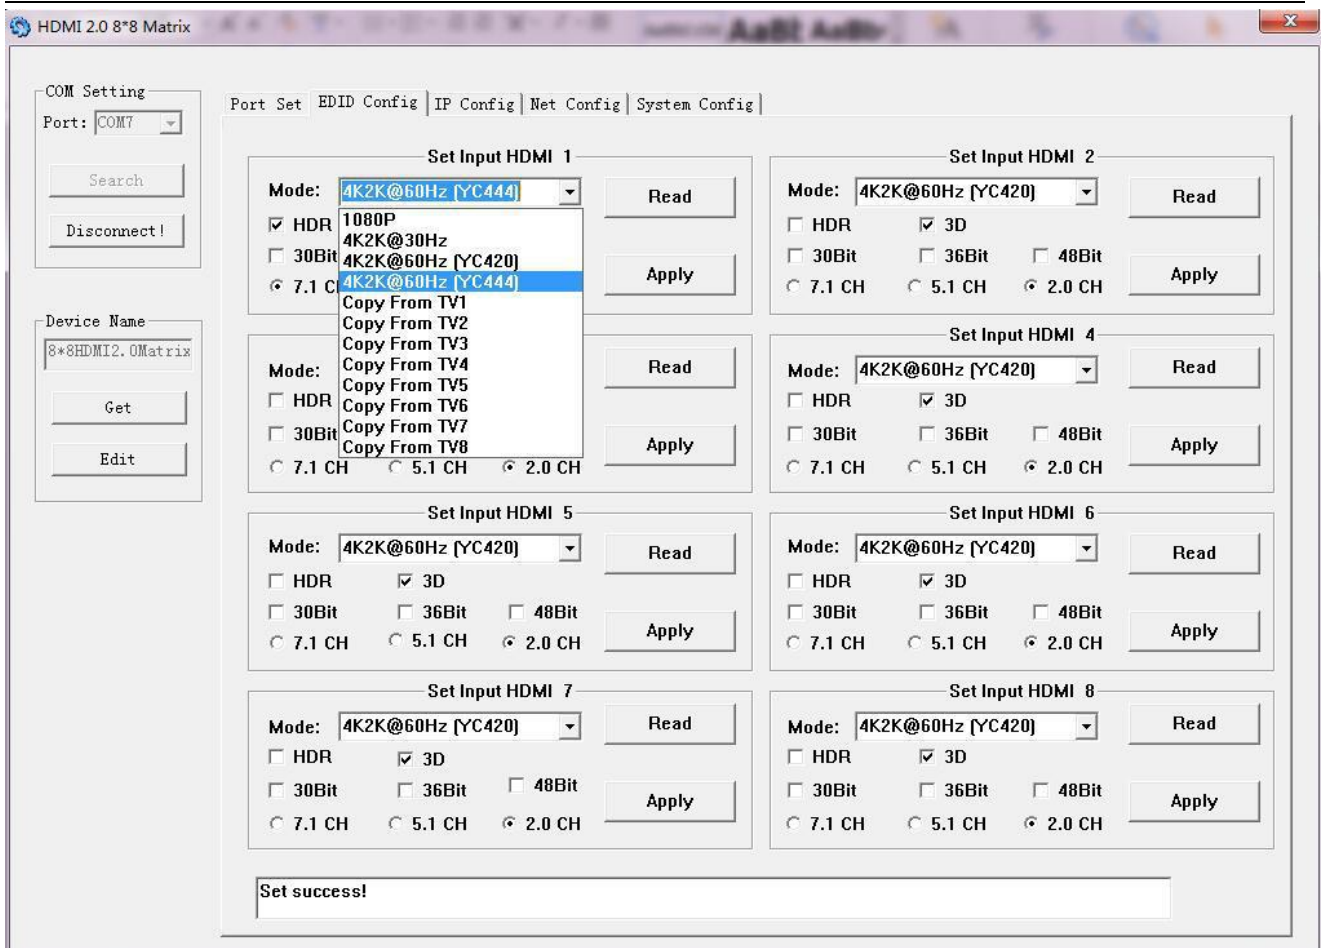 HDMI 2.0 8*8 Matrix
COM Setting
Port: COM7
Search
Disconnect!
Device Name
8*8HDMI2.0Matrix
Get
Edit
Port Set EDID Config IP Config Net Config System Config
Set Input HDMI 1
Mode: 4K2K@60Hz (YC444) Read
HDR
30Bit
7.1 C
Apply
1080P
4K2K@30Hz
4K2K@60Hz (YC420)
4K2K@60Hz (YC444)
Copy From TV1
Copy From TV2
Copy From TV3
Copy From TV4
Copy From TV5
Copy From TV6
Copy From TV7
Copy From TV8
Set Input HDMI 2
Mode: 4K2K@60Hz (YC420) Read
HDR 3D
30Bit 36Bit 48Bit
Apply
7.1 CH 5.1 CH 2.0 CH
Mode: Read
HDR
30Bit
Apply
7.1 CH 5.1 CH 2.0 CH
Set Input HDMI 4
Mode: 4K2K@60Hz (YC420) Read
HDR 3D
30Bit 36Bit 48Bit
Apply
7.1 CH 5.1 CH 2.0 CH
Set Input HDMI 5
Mode: 4K2K@60Hz (YC420) Read
HDR 3D
30Bit 36Bit 48Bit
Apply
7.1 CH 5.1 CH 2.0 CH
Set Input HDMI 6
Mode: 4K2K@60Hz (YC420) Read
HDR 3D
30Bit 36Bit 48Bit
Apply
7.1 CH 5.1 CH 2.0 CH
Set Input HDMI 7
Mode: 4K2K@60Hz (YC420) Read
HDR 3D
30Bit 36Bit 48Bit
Apply
7.1 CH 5.1 CH 2.0 CH
Set Input HDMI 8
Mode: 4K2K@60Hz (YC420) Read
HDR 3D
30Bit 36Bit 48Bit
Apply
7.1 CH 5.1 CH 2.0 CH
Set success!